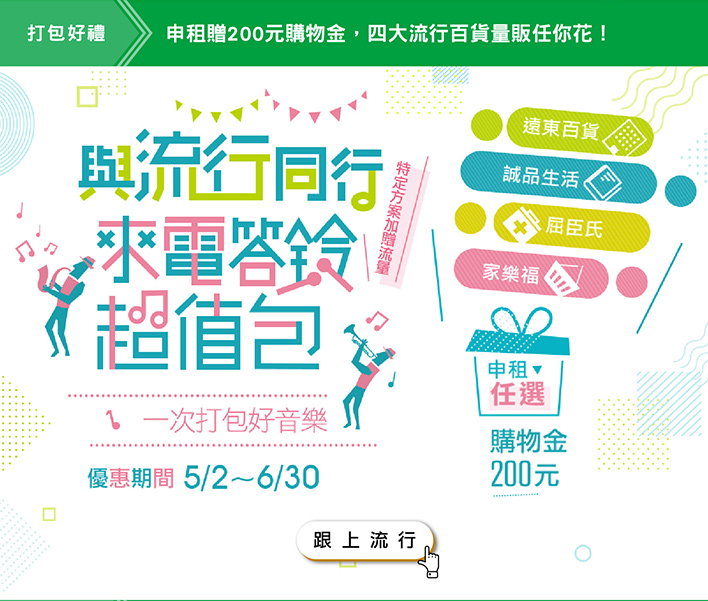 打包好禮
申租贈200元購物金，四大流行百貨量販任你花！
與流行同行
來電答鈴
超值包
特定方案加贈流量
一次打包好音樂
優惠期間 5/2～6/30
遠東百貨
誠品生活
屈臣氏
家樂福
申租▼
任選
購物金
200元
跟上流行